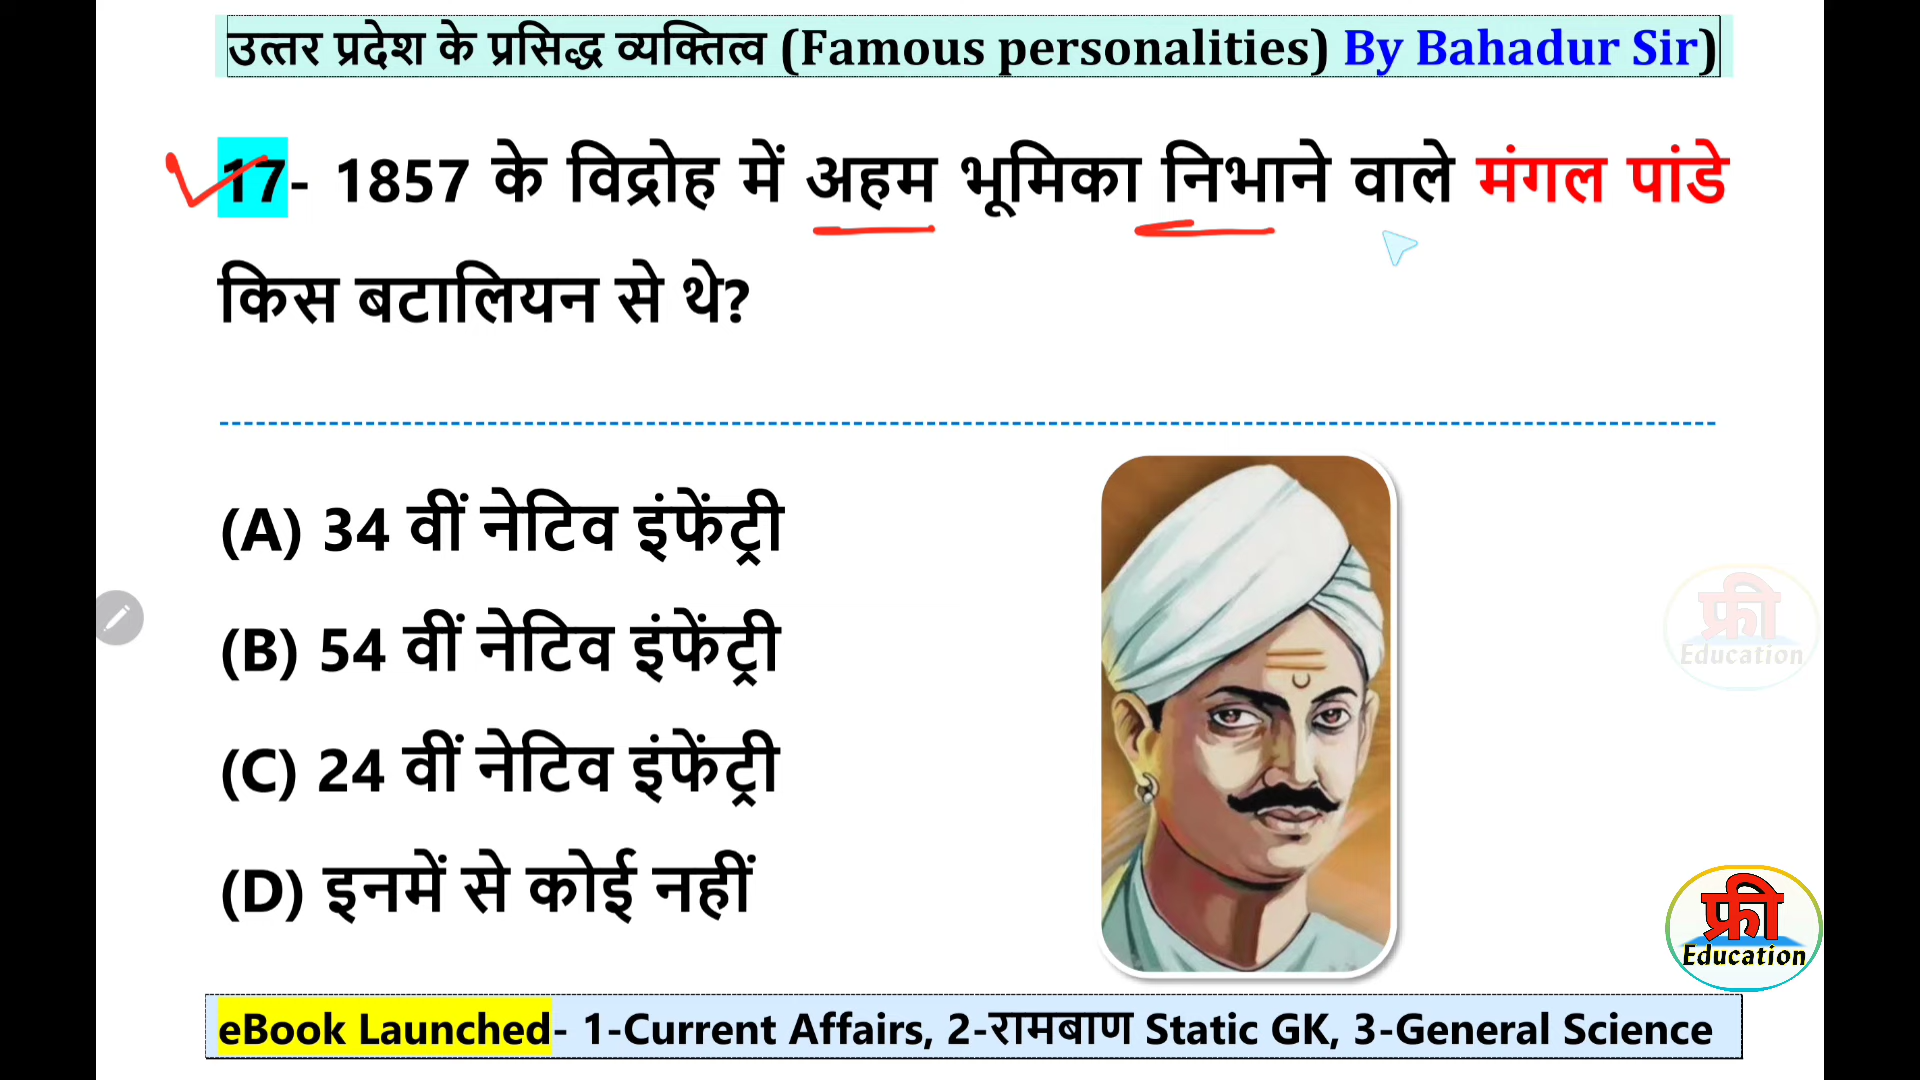 उत्तर प्रदेश के प्रसिद्ध व्यक्तित्व (Famous personalities) By Bahadur Sir)
17- 1857 के विद्रोह में अहम भूमिका निभाने वाले मंगल पांडे
किस बटालियन से थे?
(A) 34 वीं नेटिव इंफेंट्री
(B) 54 वीं नेटिव इंफेंट्री
(C) 24 वीं नेटिव इंफेंट्री
(D) इनमें से कोई नहीं
फ्री
Education
फ्री
Education
eBook Launched- 1-Current Affairs, 2-रामबाण Static GK, 3-General Science